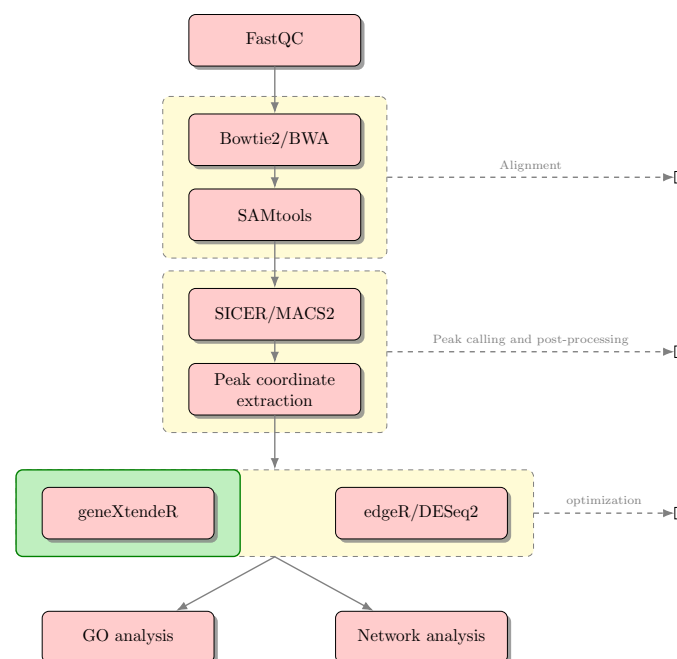 FastQC
Bowtie2/BWA
Alignment
SAMtools
SICER/MACS2
Peak calling and post-processing
Peak coordinate
extraction
geneXtendeR
edgeR/DESeq2
optimization
GO analysis
Network analysis